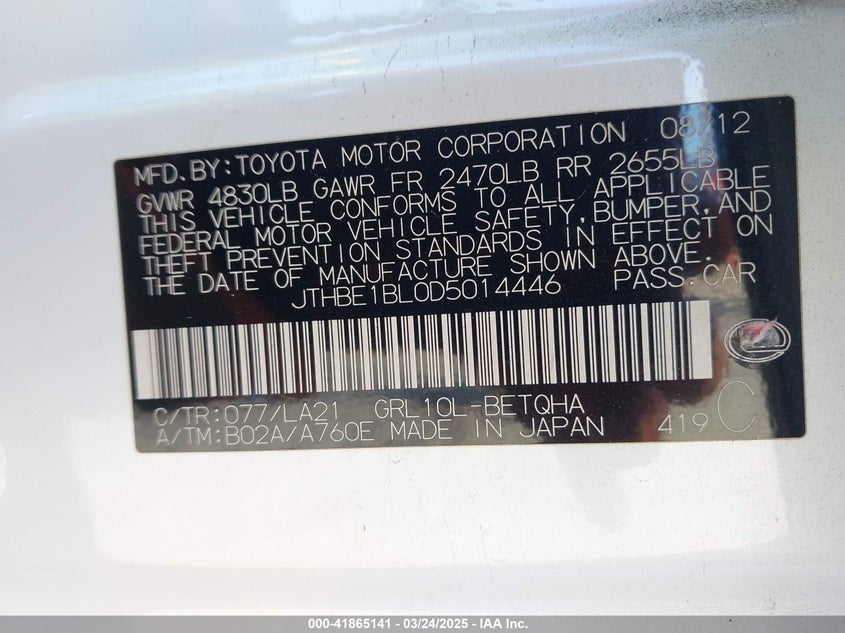 MFD. BY: TOYOTA MOTOR CORPORATION 08/12
GVWR 4830LB GAWR FR 2470LB RR 2655LB
THIS VEHICLE CONFORMS TO ALL APPLICABLE
FEDERAL MOTOR VEHICLE SAFETY, BUMPER, AND
THEFT PREVENTION STANDARDS IN EFFECT ON
THE DATE OF MANUFACTURE SHOWN ABOVE.
JTHBE1BL0D5014446 PASS.CAR
C/TR:077/LA21 GRL10L-BETQHA
A/TM:B02A/A760E MADE IN JAPAN 419 C
000-41865141 - 03/24/2025 - IAA Inc.